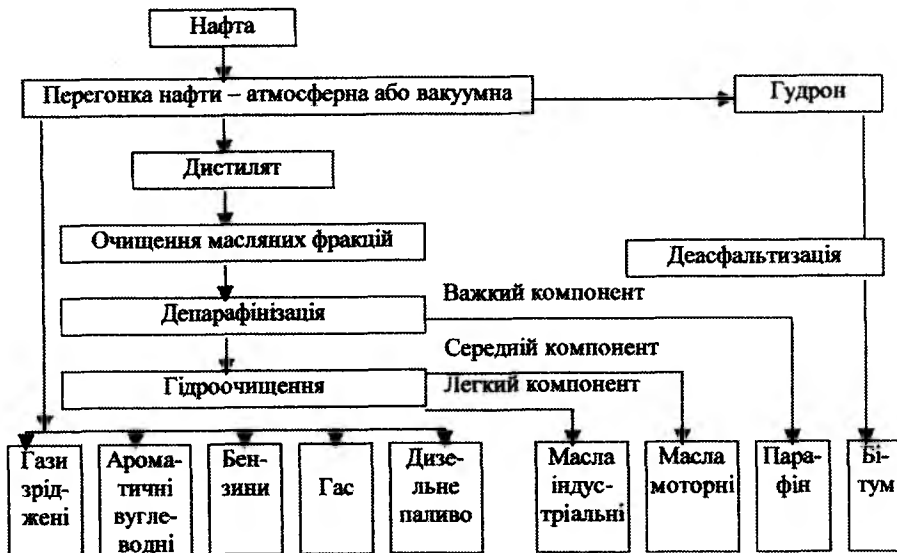 Нафта
Перегонка нафти – атмосферна або вакуумна
Гудрон
Дистилят
Очищення масляних фракцій
Деасфальтизація
Важкий компонент
Депарафінізація
Середній компонент
Гідроочищення
Легкий компонент
Гази
зрід-
жені
Арома-
тичні
вугле-
водні
Бен-
зини
Гас
Дизе-
льне
паливо
Масла
індус-
тріальні
Масла
моторні
Пара-
фін
Бі-
тум